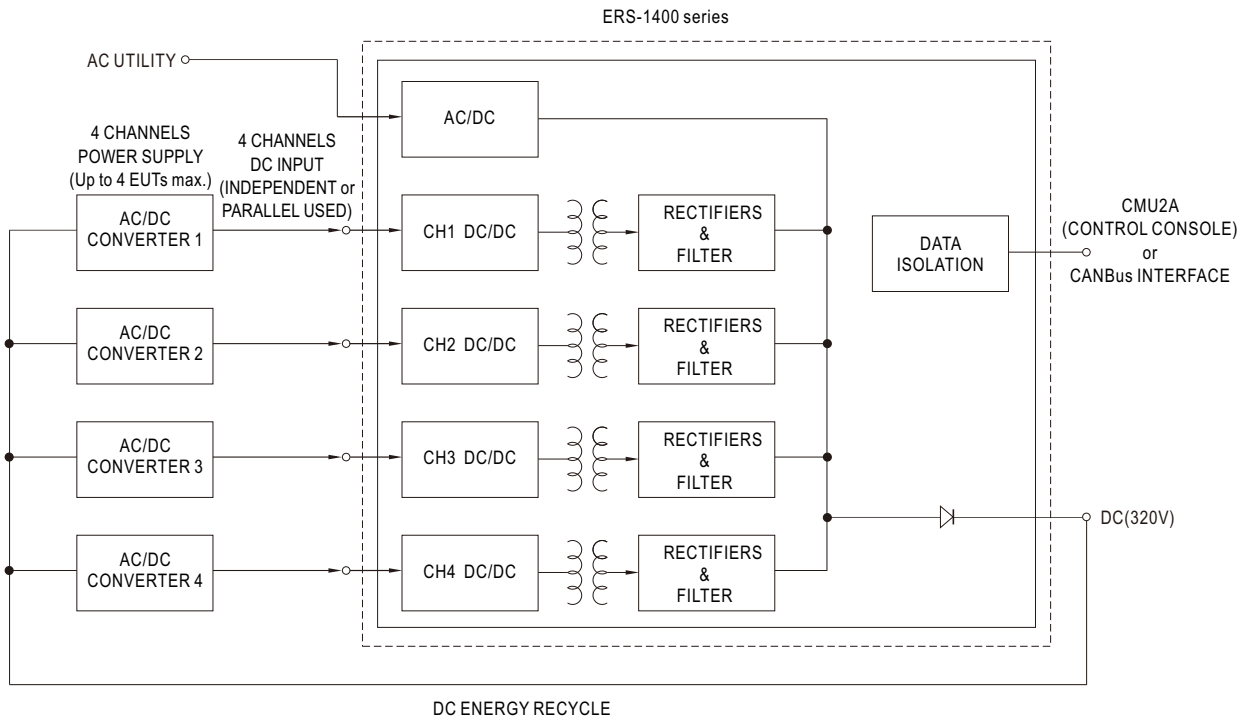 ERS-1400 series
AC UTILITY
AC/DC
4 CHANNELS
POWER SUPPLY
(Up to 4 EUTs max.)
4 CHANNELS
DC INPUT
(INDEPENDENT or
PARALLEL USED)
AC/DC
CONVERTER 1
CH1 DC/DC
RECTIFIERS
&
FILTER
DATA
ISOLATION
CMU2A
(CONTROL CONSOLE)
or
CANBus INTERFACE
AC/DC
CONVERTER 2
CH2 DC/DC
RECTIFIERS
&
FILTER
AC/DC
CONVERTER 3
CH3 DC/DC
RECTIFIERS
&
FILTER
DC(320V)
AC/DC
CONVERTER 4
CH4 DC/DC
RECTIFIERS
&
FILTER
DC ENERGY RECYCLE